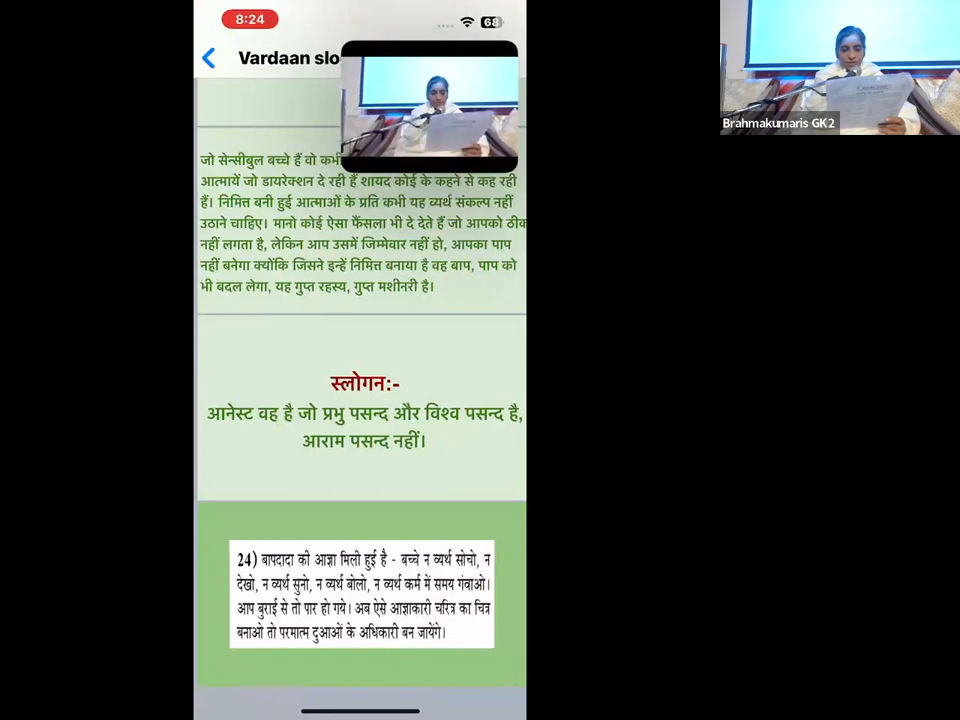 8:24
68
Vardaan slo
Brahmakumaris GK2
जो सेन्सीबुल बच्चे हैं वो कभी
आत्मायें जो डायरेक्शन दे रही हैं शायद कोई के कहने से कह रही
हैं। निमित्त बनी हुई आत्माओं के प्रति कभी यह व्यर्थ संकल्प नहीं
उठाने चाहिए। मानो कोई ऐसा फैंसला भी दे देते हैं जो आपको ठीक
नहीं लगता है, लेकिन आप उसमें जिम्मेवार नहीं हो, आपका पाप
नहीं बनेगा क्योंकि जिसने इन्हें निमित्त बनाया है वह बाप, पाप को
भी बदल लेगा, यह गुप्त रहस्य, गुप्त मशीनरी है।
स्लोगन:-
आनेस्ट वह है जो प्रभु पसन्द और विश्व पसन्द है,
आराम पसन्द नहीं।
24) बापदादा की आज्ञा मिली हुई है - बच्चे न व्यर्थ सोचो, न
देखो, न व्यर्थ सुनो, न व्यर्थ बोलो, न व्यर्थ कर्म में समय गंवाओ।
आप बुराई से तो पार हो गये। अब ऐसे आज्ञाकारी चरित्र का चित्र
बनाओ तो परमात्म दुआओं के अधिकारी बन जायेंगे।